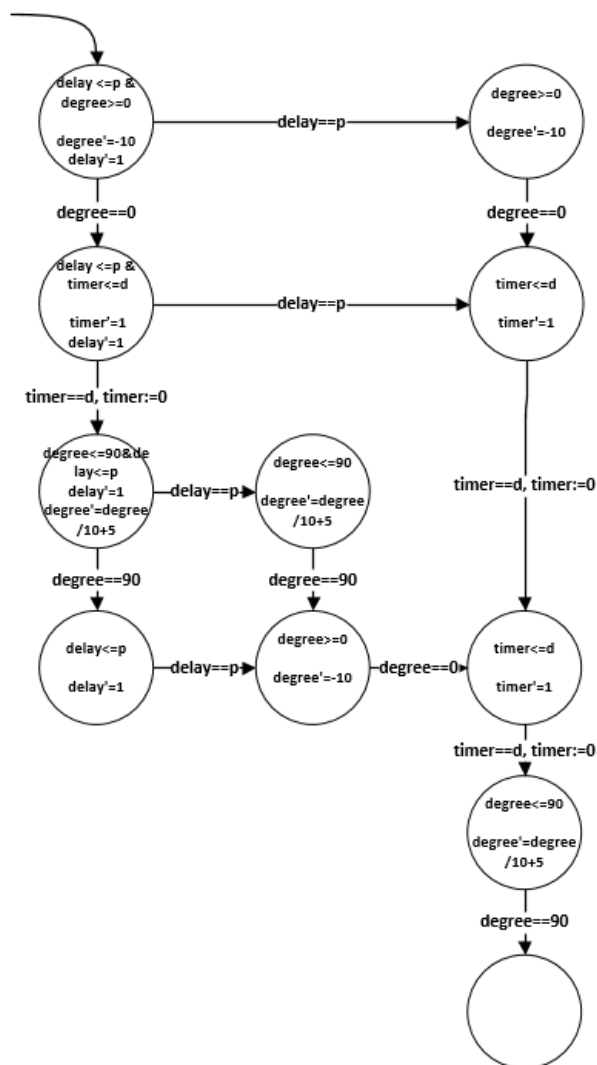 delay <=p &
degree>=0
degree'=-10
delay'=1
delay==p
degree>=0
degree'=-10
degree==0
degree==0
delay <=p &
timer<=d
timer'=1
delay'=1
delay==p
timer<=d
timer'=1
timer==d, timer:=0
degree<=90&de
lay<=p
delay'=1
degree'=degree
/10+5
delay==p
degree<=90
degree'=degree
/10+5
timer==d, timer:=0
degree==90
degree==90
delay<=p
delay'=1
delay==p
degree>=0
degree'=-10
degree==0
timer<=d
timer'=1
timer==d, timer:=0
degree<=90
degree'=degree
/10+5
degree==90